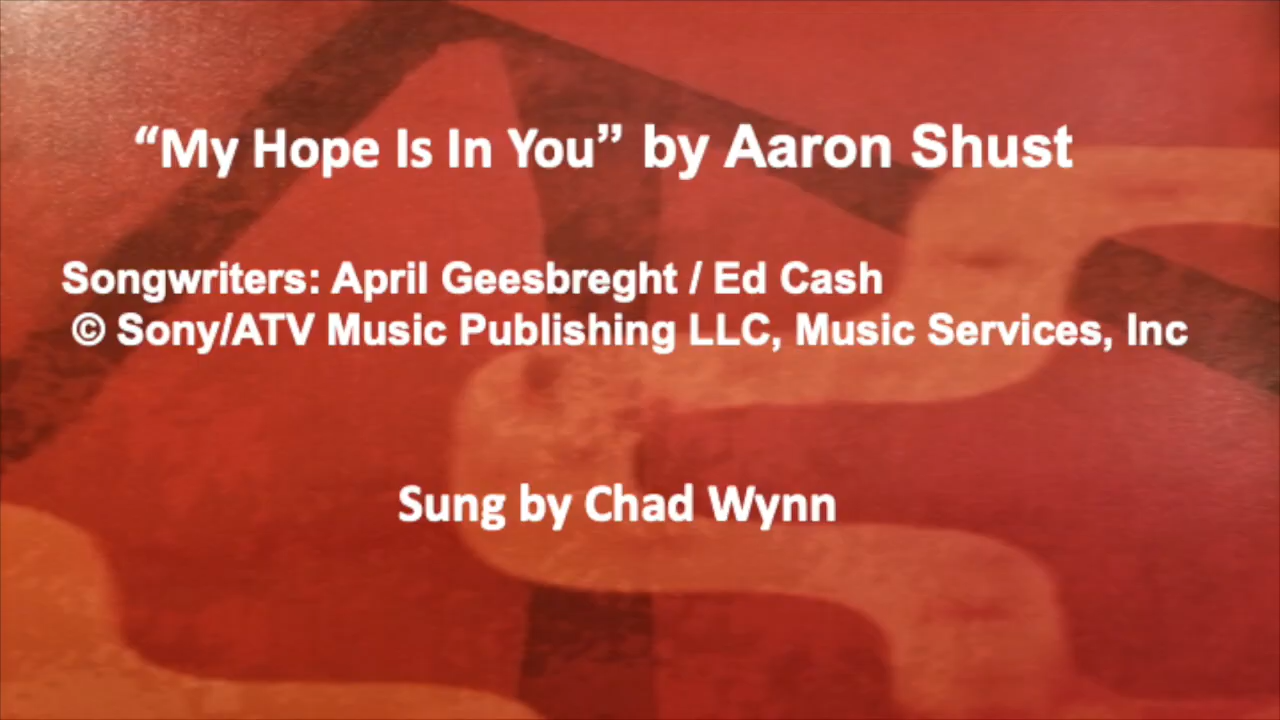 “My Hope Is In You” by Aaron Shust
Songwriters: April Geesbreght / Ed Cash
© Sony/ATV Music Publishing LLC, Music Services, Inc
Sung by Chad Wynn